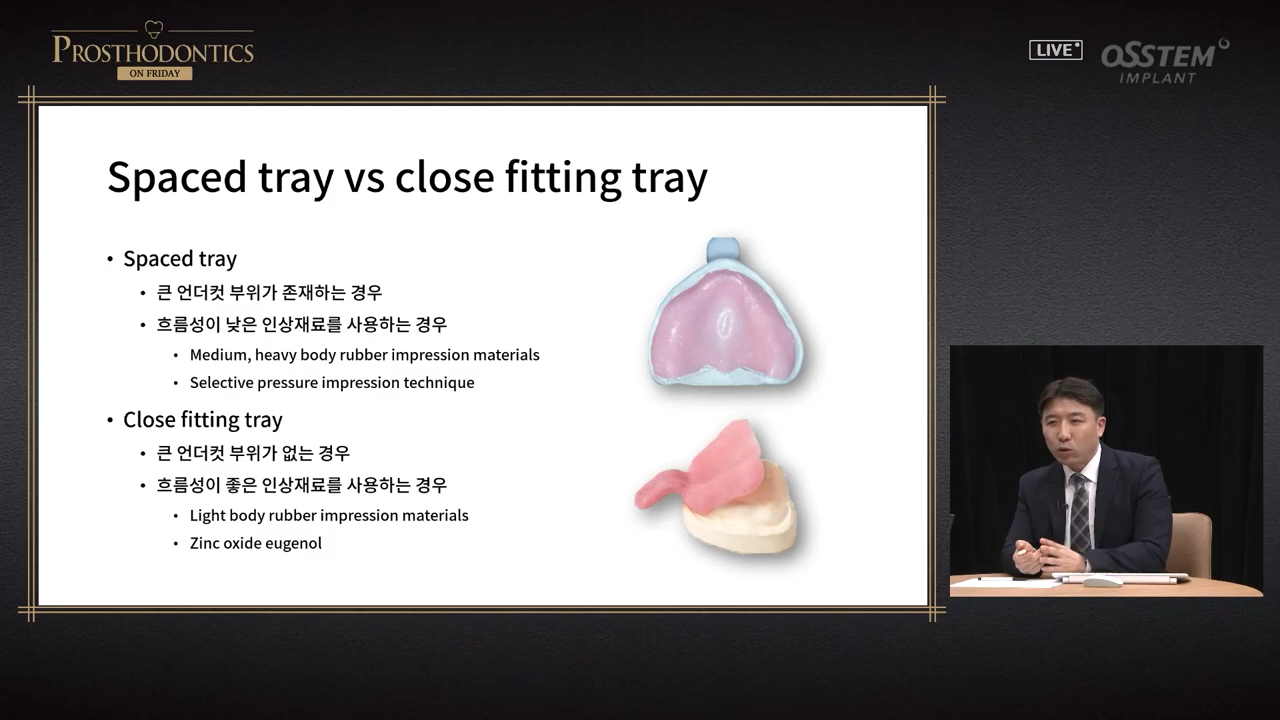 PROSTHODONTICS
ON FRIDAY
LIVE
OSSTEM
IMPLANT
Spaced tray vs close fitting tray
• Spaced tray
• 큰 언더컷 부위가 존재하는 경우
• 흐름성이 낮은 인상재료를 사용하는 경우
• Medium, heavy body rubber impression materials
• Selective pressure impression technique
• Close fitting tray
• 큰 언더컷 부위가 없는 경우
• 흐름성이 좋은 인상재료를 사용하는 경우
• Light body rubber impression materials
• Zinc oxide eugenol